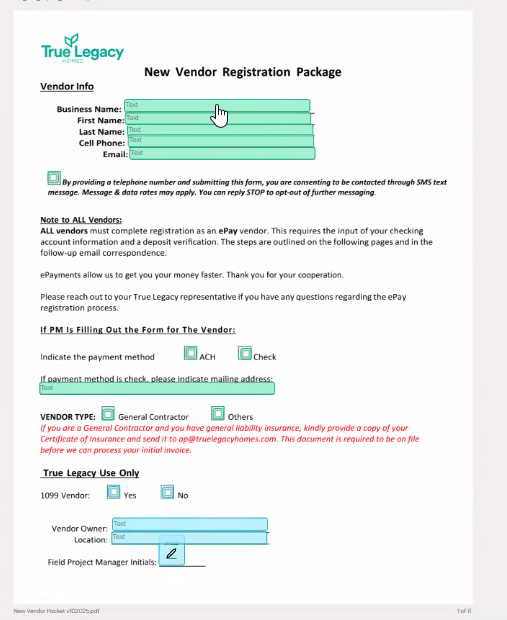 True Legacy
HOMES
New Vendor Registration Package
Vendor Info
Business Name: Text
First Name: Text
Last Name: Text
Cell Phone: Text
Email: Text
By providing a telephone number and submitting this form, you are consenting to be contacted through SMS text
message. Message & data rates may apply. You can reply STOP to opt-out of further messaging.
Note to ALL Vendors:
ALL vendors must complete registration as an ePay vendor. This requires the input of your checking
account information and a deposit verification. The steps are outlined on the following pages and in the
follow-up email correspondence.
ePayments allow us to get you your money faster. Thank you for your cooperation.
Please reach out to your True Legacy representative if you have any questions regarding the ePay
registration process.
If PM Is Filling Out the Form for The Vendor:
Indicate the payment method ACH Check
If payment method is check, please indicate mailing address:
Text
VENDOR TYPE: General Contractor Others
If you are a General Contractor and you have general liability insurance, kindly provide a copy of your
Certificate of Insurance and send it to ap@truelegacyhomes.com. This document is required to be on file
before we can process your initial invoice.
True Legacy Use Only
1099 Vendor: Yes No
Vendor Owner: Text
Location: Text
Field Project Manager Initials:
New Vendor Packet v102025.pdf 1 of 8